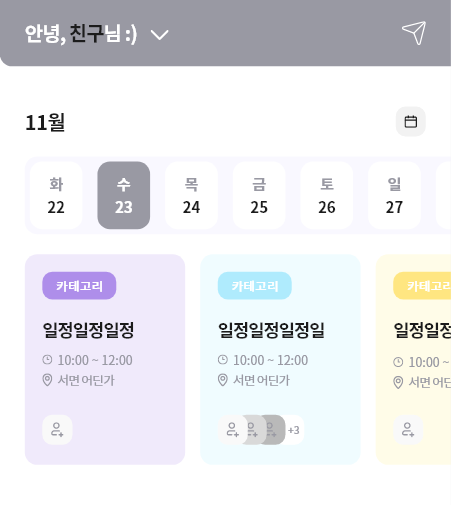 안녕, 친구님 :)
11월
화 수 목 금 토 일
22 23 24 25 26 27
카테고리 카테고리 카테고리
일정일정일정 일정일정일정일 일정일정
10:00 ~ 12:00 10:00 ~ 12:00 10:00 ~
서면 어딘가 서면 어딘가 서면 어딘
+3